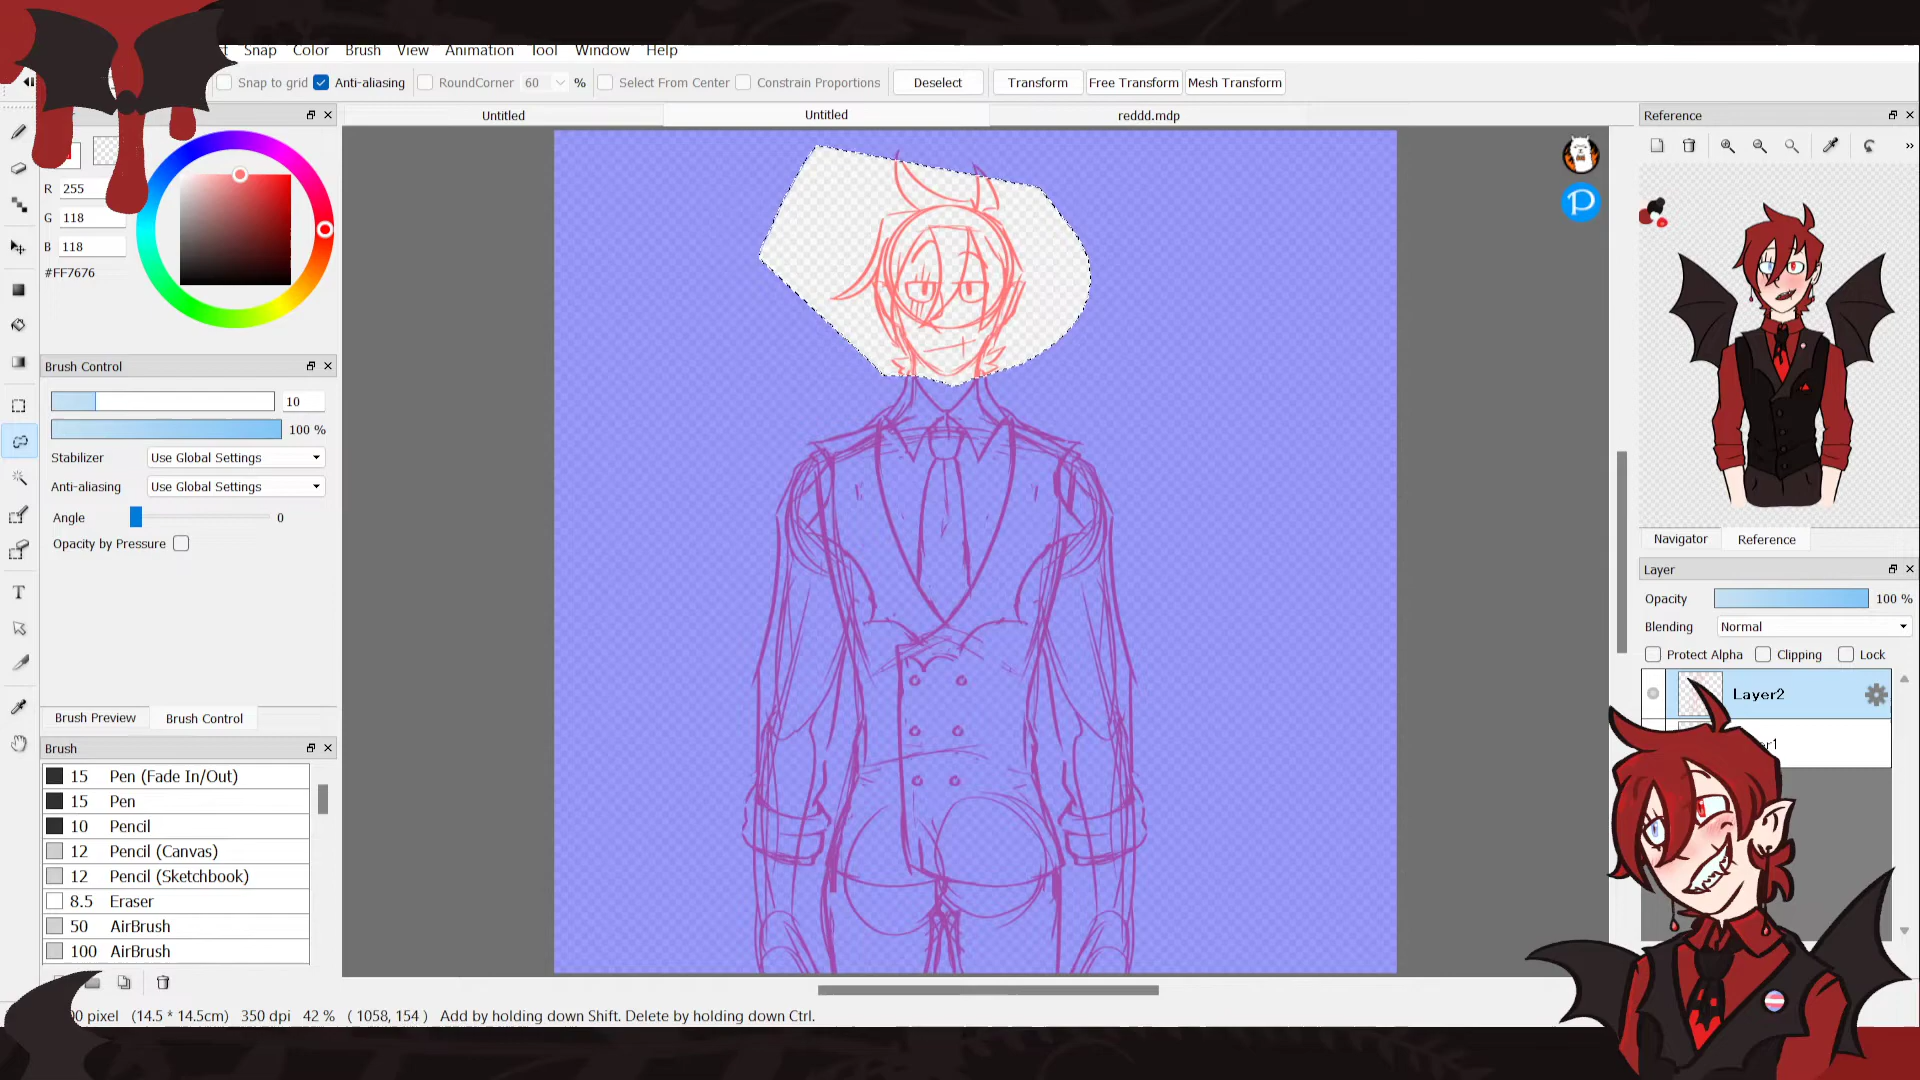 Snap Color Brush View Animation Tool Window Help
Snap to grid Anti-aliasing RoundCorner 60 % Select From Center Constrain Proportions Deselect Transform Free Transform Mesh Transform
Untitled Untitled reddd.mdp
Reference
R 255
G 118
B 118
#FF7676
Brush Control
10
100 %
Stabilizer Use Global Settings
Anti-aliasing Use Global Settings
Angle 0
Opacity by Pressure
Brush Preview Brush Control
Brush
15 Pen (Fade In/Out)
15 Pen
10 Pencil
12 Pencil (Canvas)
12 Pencil (Sketchbook)
8.5 Eraser
50 AirBrush
100 AirBrush
T
P
Navigator Reference
Layer
Opacity 100 %
Blending Normal
Protect Alpha Clipping Lock
Layer2
pixel (14.5 * 14.5cm) 350 dpi 42 % ( 1058, 154 ) Add by holding down Shift. Delete by holding down Ctrl.